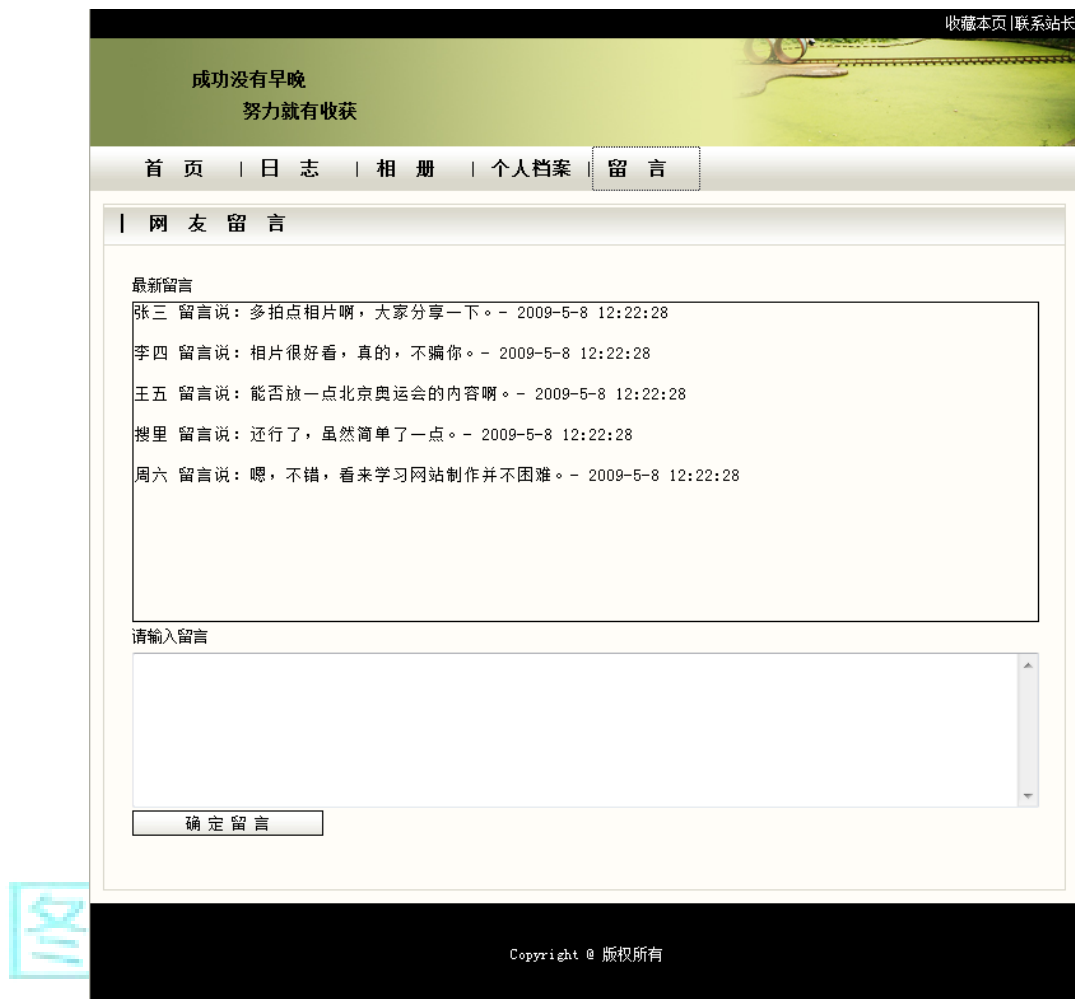 收藏本页|联系站长
成功没有早晚
努力就有收获
首 页 | 日 志 | 相 册 | 个人档案 | 留 言
| 网 友 留 言
最新留言
张三 留言说：多拍点相片啊，大家分享一下。- 2009-5-8 12:22:28
李四 留言说：相片很好看，真的，不骗你。- 2009-5-8 12:22:28
王五 留言说：能否放一点北京奥运会的内容啊。- 2009-5-8 12:22:28
搜里 留言说：还行了，虽然简单了一点。- 2009-5-8 12:22:28
周六 留言说：嗯，不错，看来学习网站制作并不困难。- 2009-5-8 12:22:28
请输入留言
确 定 留 言
图
Copyright @ 版权所有